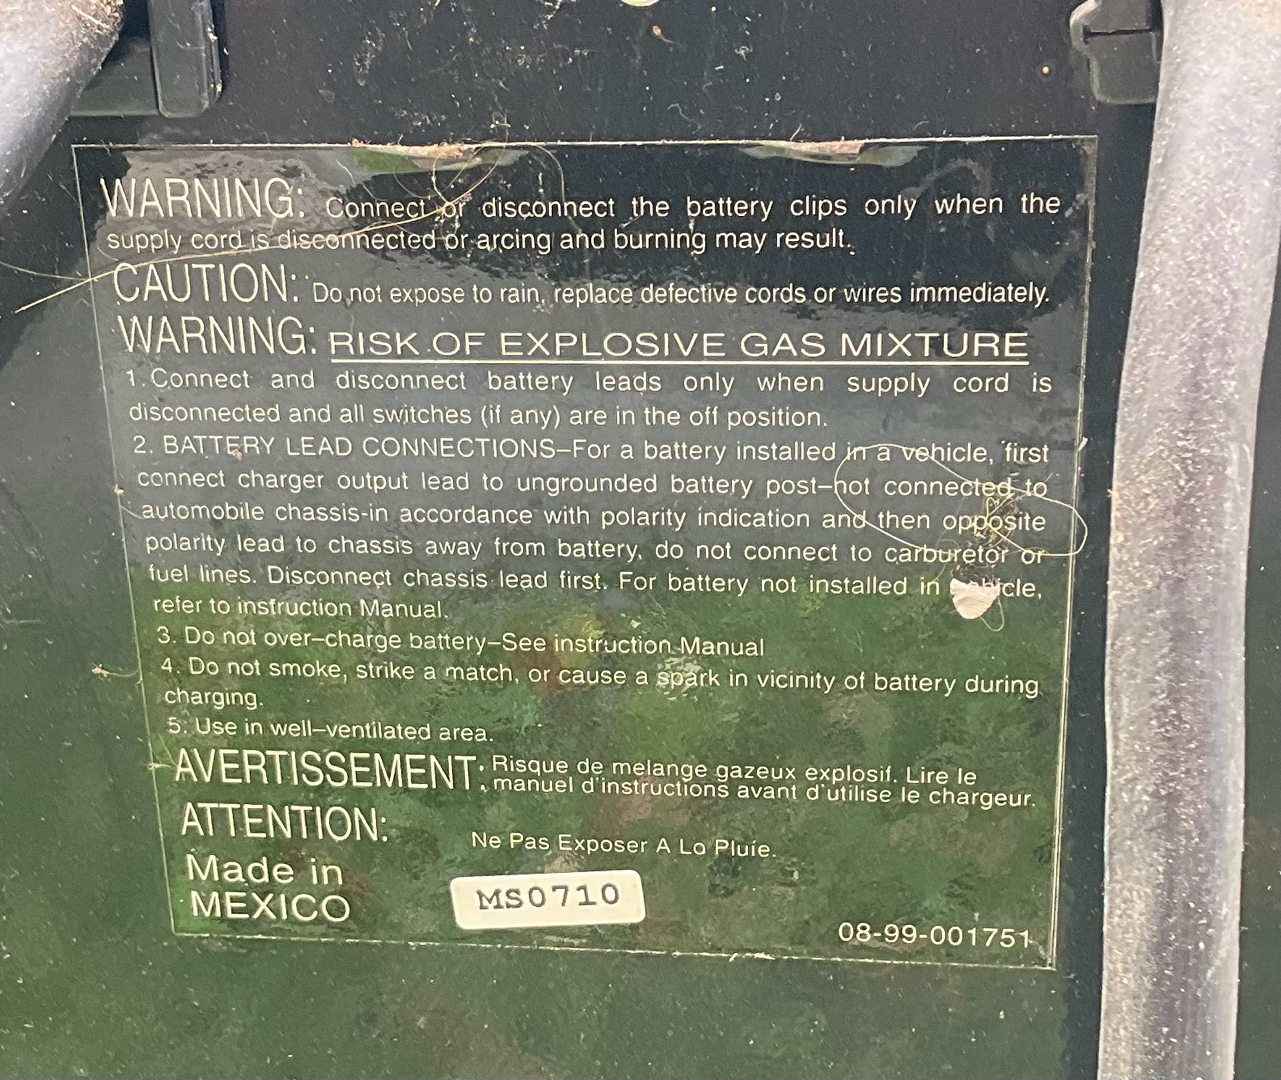 WARNING: Connect or disconnect the battery clips only when the
supply cord is disconnected or arcing and burning may result.
CAUTION: Do not expose to rain, replace defective cords or wires immediately.
WARNING: RISK OF EXPLOSIVE GAS MIXTURE
1. Connect and disconnect battery leads only when supply cord is
disconnected and all switches (if any) are in the off position.
2. BATTERY LEAD CONNECTIONS–For a battery installed in a vehicle, first
connect charger output lead to ungrounded battery post–not connected to
automobile chassis-in accordance with polarity indication and then opposite
polarity lead to chassis away from battery, do not connect to carburetor or
fuel lines. Disconnect chassis lead first. For battery not installed in vehicle,
refer to instruction Manual.
3. Do not over–charge battery–See instruction Manual
4. Do not smoke, strike a match, or cause a spark in vicinity of battery during
charging.
5. Use in well–ventilated area.
AVERTISSEMENT: Risque de melange gazeux explosif. Lire le
manuel d'instructions avant d'utilise le chargeur.
ATTENTION: Ne Pas Exposer A Lo Pluie.
Made in
MEXICO
MS0710
08-99-001751